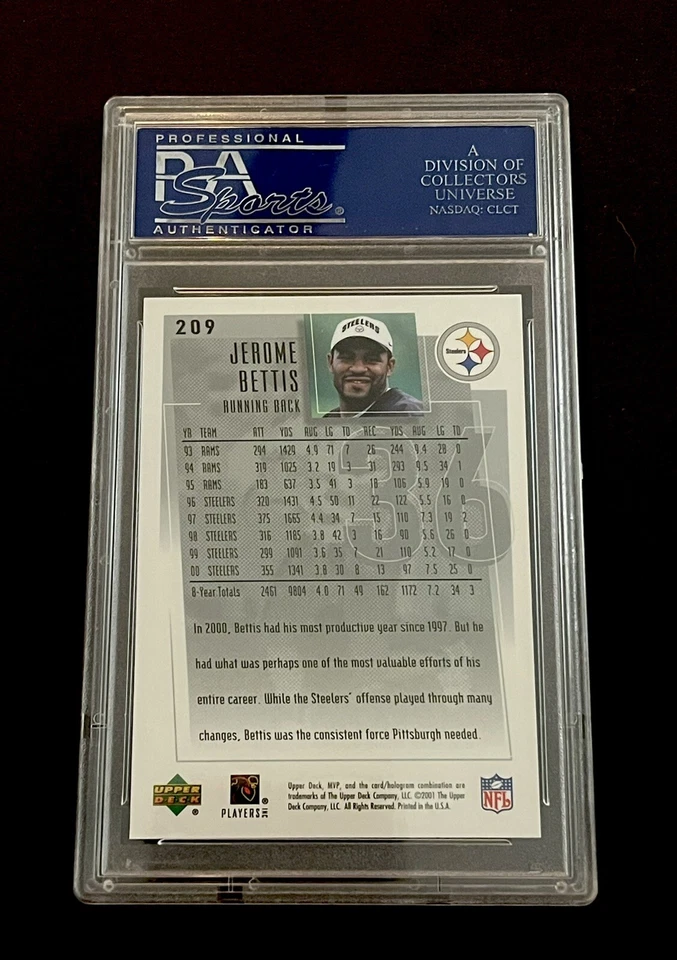 PROFESSIONAL
PSA
Sports®
AUTHENTICATOR
A
DIVISION OF
COLLECTORS
UNIVERSE
NASDAQ: CLCT
209
JEROME
BETTIS
RUNNING BACK
STEELERS
Steelers
36
YR TEAM ATT YDS AVG LG TD REC YDS AVG LG TD
93 RAMS 294 1429 4.9 71 7 26 244 9.4 28 0
94 RAMS 319 1025 3.2 19 3 31 293 9.5 34 1
95 RAMS 183 637 3.5 41 3 18 106 5.9 19 0
96 STEELERS 320 1431 4.5 50 11 22 122 5.5 16 0
97 STEELERS 375 1665 4.4 34 7 15 110 7.3 19 2
98 STEELERS 316 1185 3.8 42 3 16 90 5.6 26 0
99 STEELERS 299 1091 3.6 35 7 21 110 5.2 17 0
00 STEELERS 355 1341 3.8 30 8 13 97 7.5 25 0
8-Year Totals 2461 9804 4.0 71 49 162 1172 7.2 34 3
In 2000, Bettis had his most productive year since 1997. But he
had what was perhaps one of the most valuable efforts of his
entire career. While the Steelers' offense played through many
changes, Bettis was the consistent force Pittsburgh needed.
UPPER
DECK®
PLAYERS INC®
Upper Deck, MVP, and the card/hologram combination are
trademarks of The Upper Deck Company, LLC. ©2001 The Upper
Deck Company, LLC. All Rights Reserved. Printed in the U.S.A.
NFL